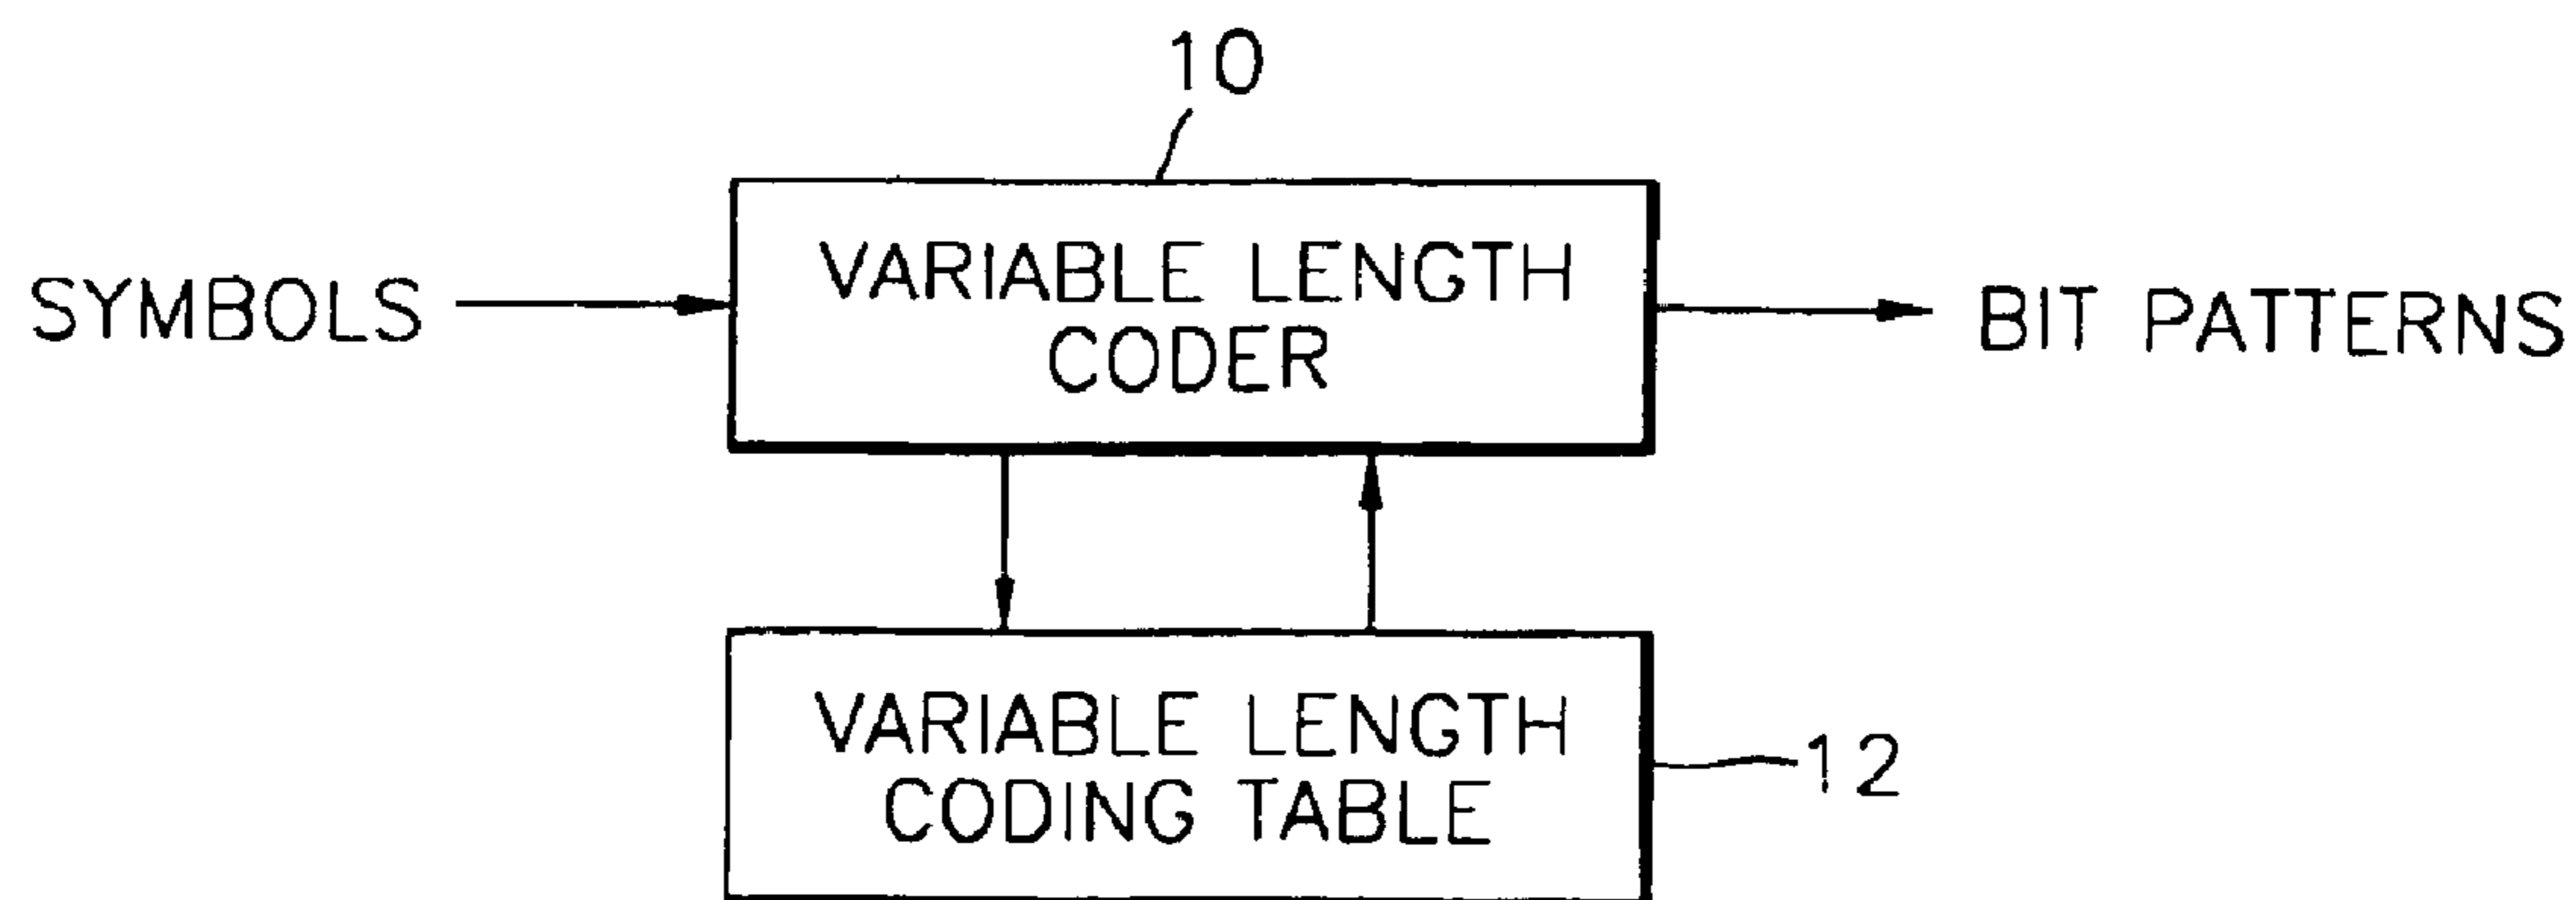 10
SYMBOLS
VARIABLE LENGTH
CODER
BIT PATTERNS
VARIABLE LENGTH
CODING TABLE
12